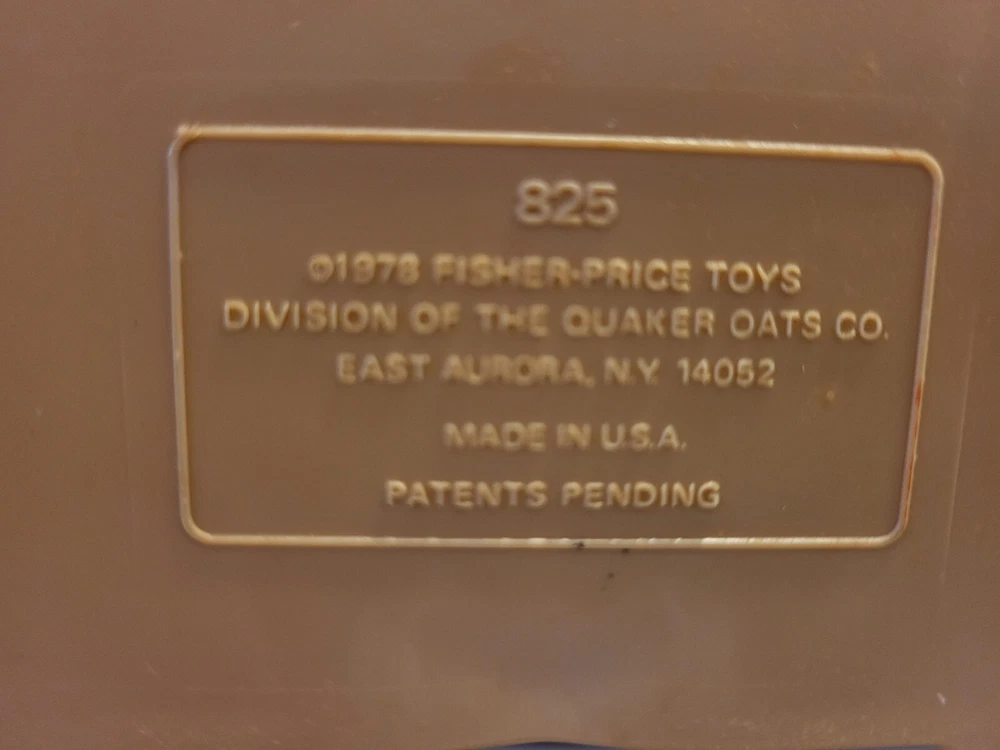 825
©1978 FISHER-PRICE TOYS
DIVISION OF THE QUAKER OATS CO.
EAST AURORA, N.Y. 14052
MADE IN U.S.A.
PATENTS PENDING